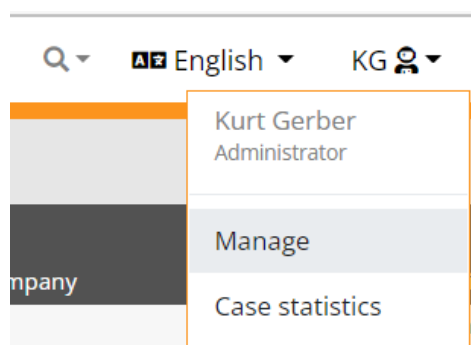 English KG
Kurt Gerber
Administrator
Manage
mpany
Case statistics